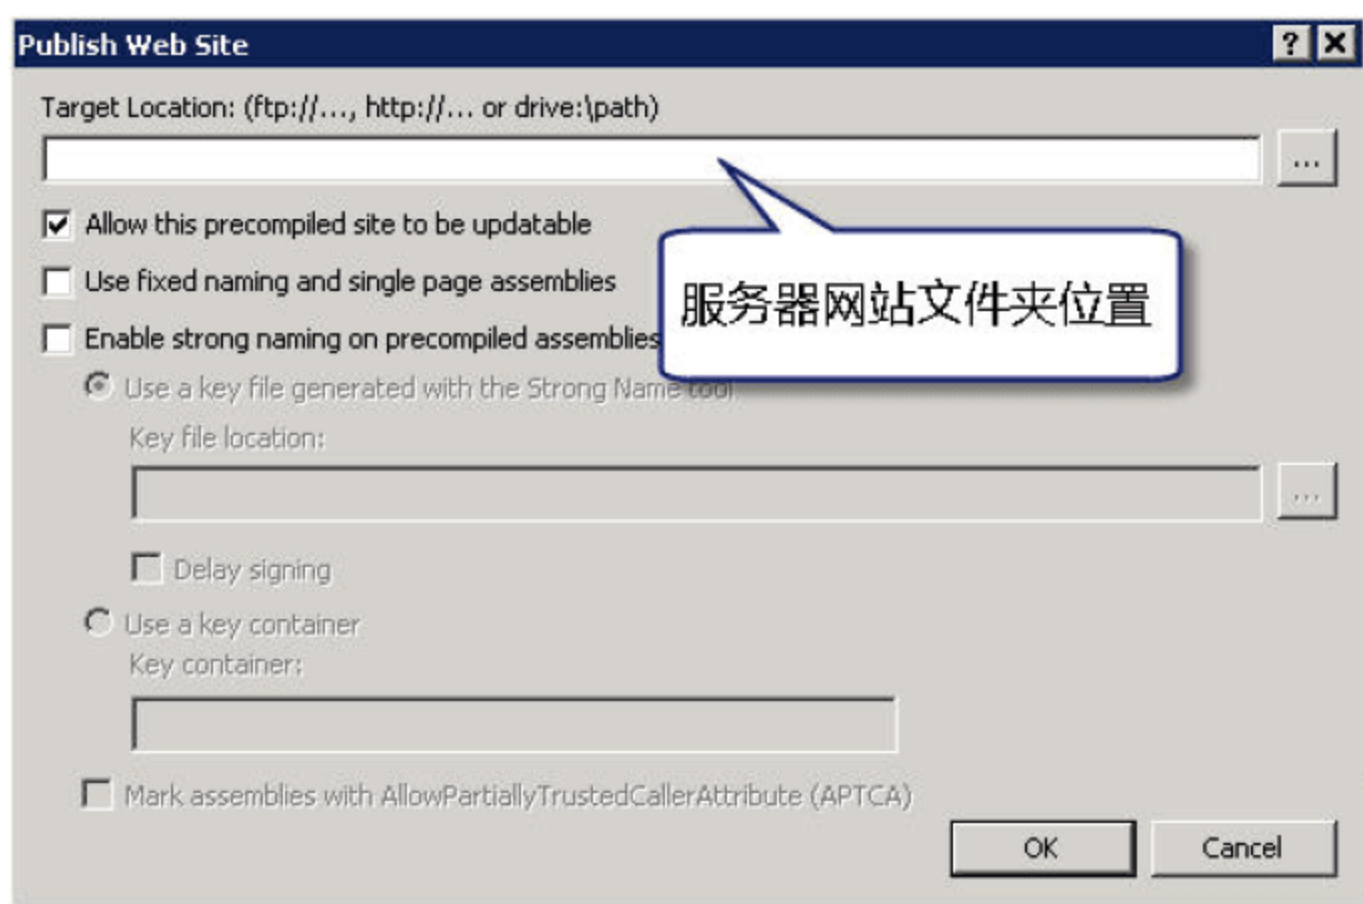 Publish Web Site
Target Location: (ftp://..., http://... or drive:\path)
...
Allow this precompiled site to be updatable
Use fixed naming and single page assemblies
服务器网站文件夹位置
Enable strong naming on precompiled assemblies
Use a key file generated with the Strong Name tool
Key file location:
...
Delay signing
Use a key container
Key container:
Mark assemblies with AllowPartiallyTrustedCallerAttribute (APTCA)
OK Cancel